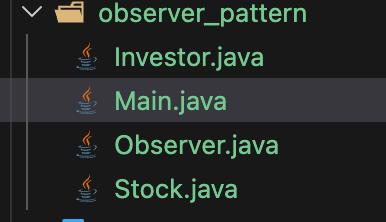 observer_pattern
Investor.java
Main.java
Observer.java
Stock.java